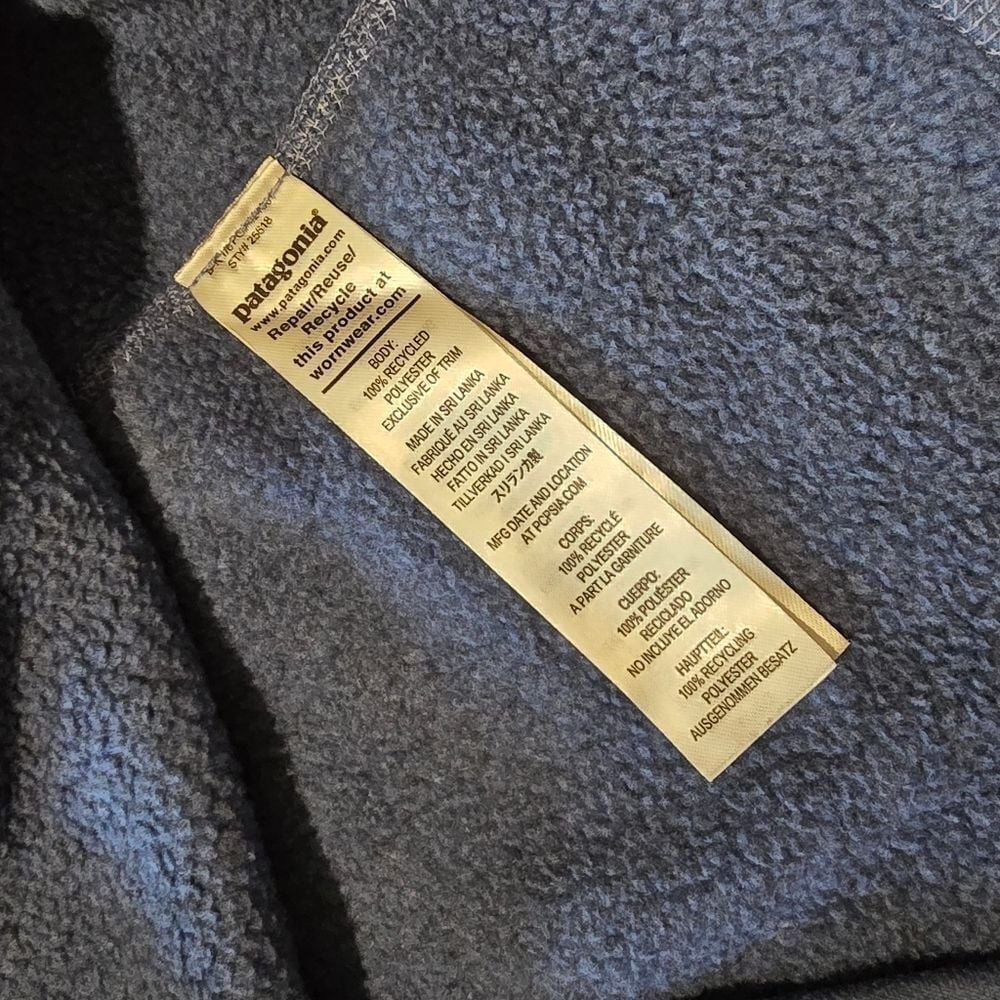 STY# 25518
patagonia®
www.patagonia.com
Repair/Reuse/
Recycle
this product at
wornwear.com
BODY:
100% RECYCLED
POLYESTER
EXCLUSIVE OF TRIM
MADE IN SRI LANKA
FABRIQUÉ AU SRI LANKA
HECHO EN SRI LANKA
FATTO IN SRI LANKA
TILLVERKAD I SRI LANKA
スリランカ製
MFG DATE AND LOCATION
AT PCPSIA.COM
CORPS:
100% RECYCLÉ
POLYESTER
A PART LA GARNITURE
CUERPO:
100% POLIÉSTER
RECICLADO
NO INCLUYE EL ADORNO
HAUPTTEIL:
100% RECYCLING
POLYESTER
AUSGENOMMEN BESATZ